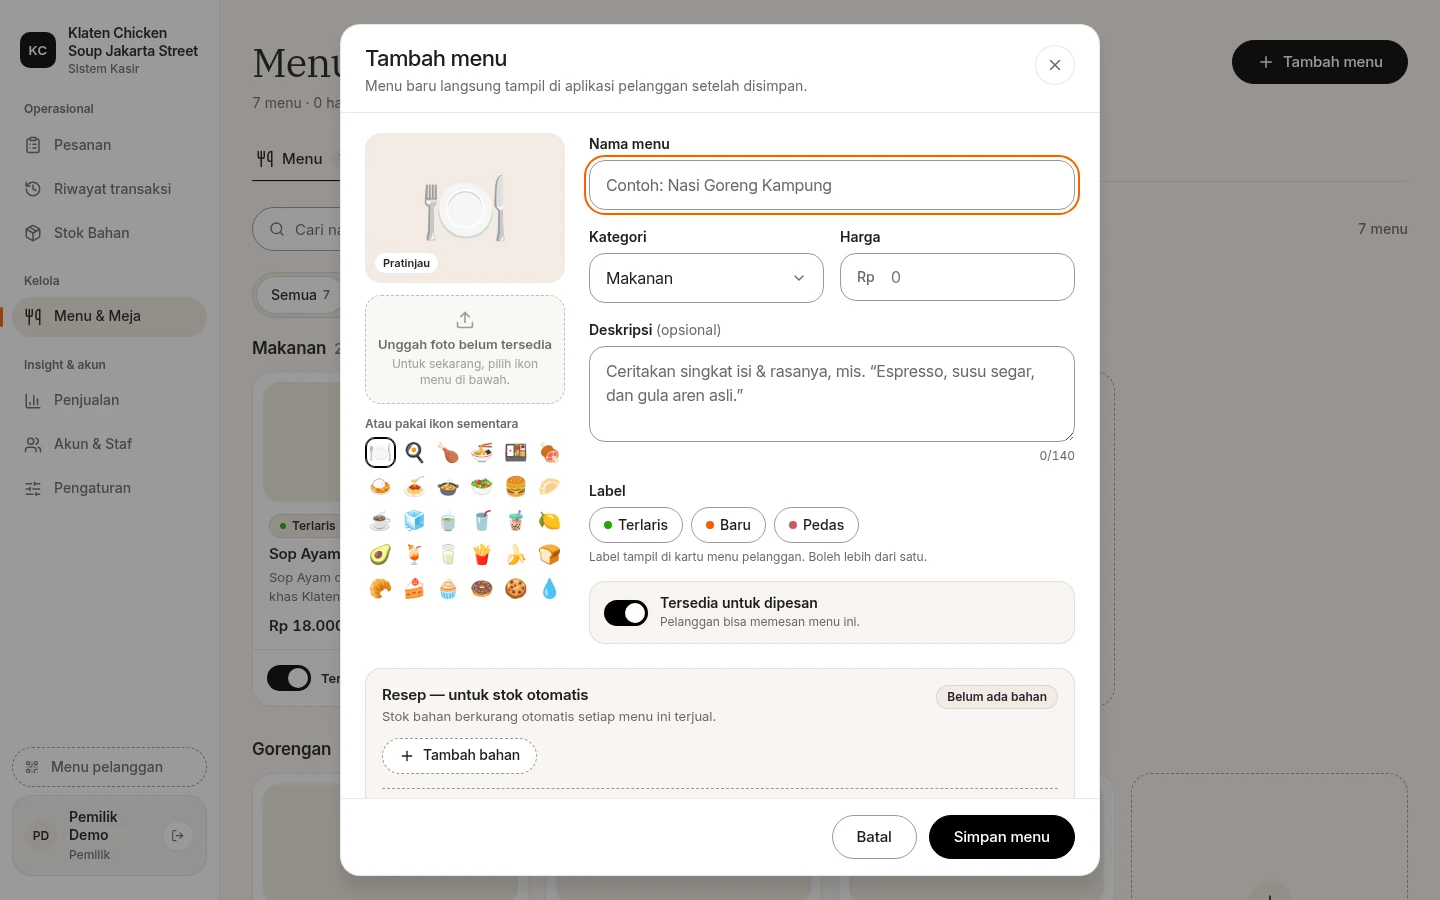 KC
Klaten Chicken
Soup Jakarta Street
Sistem Kasir
Operasional
Pesanan
Riwayat transaksi
Stok Bahan
Kelola
Menu & Meja
Insight & akun
Penjualan
Akun & Staf
Pengaturan
Menu pelanggan
PD
Pemilik
Demo
Pemilik
Menu
7 menu · 0
Tambah menu
Menu
Cari
7 menu
Semua 7
Makanan 2
Terlaris
Sop Ayam
Sop Ayam
khas Klaten
Rp 18.000
Gorengan
Tambah menu
Menu baru langsung tampil di aplikasi pelanggan setelah disimpan.
Pratinjau
Unggah foto belum tersedia
Untuk sekarang, pilih ikon
menu di bawah.
Atau pakai ikon sementara
Nama menu
Contoh: Nasi Goreng Kampung
Kategori
Harga
Makanan
Rp 0
Deskripsi (opsional)
Ceritakan singkat isi & rasanya, mis. “Espresso, susu segar,
dan gula aren asli.”
0/140
Label
Terlaris
Baru
Pedas
Label tampil di kartu menu pelanggan. Boleh lebih dari satu.
Tersedia untuk dipesan
Pelanggan bisa memesan menu ini.
Resep — untuk stok otomatis
Belum ada bahan
Stok bahan berkurang otomatis setiap menu ini terjual.
Tambah bahan
Batal
Simpan menu